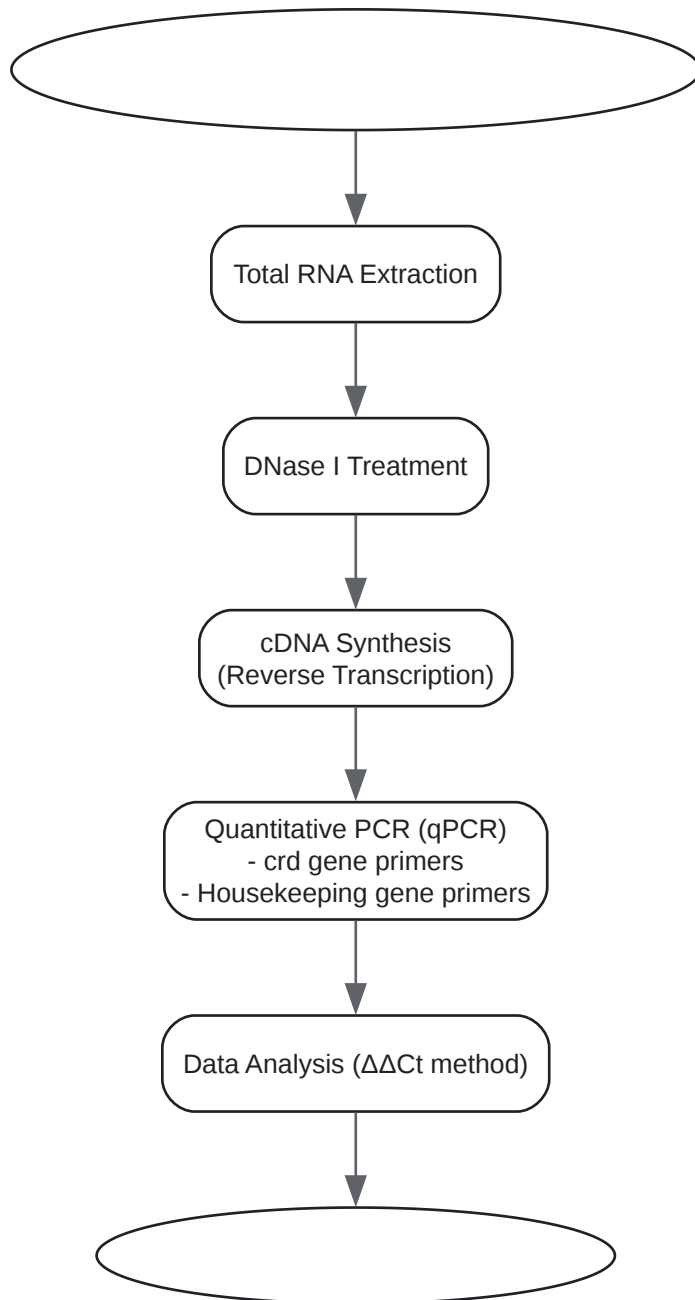 Total RNA Extraction
DNase I Treatment
cDNA Synthesis
(Reverse Transcription)
Quantitative PCR (qPCR)
- crd gene primers
- Housekeeping gene primers
Data Analysis (ΔΔCt method)